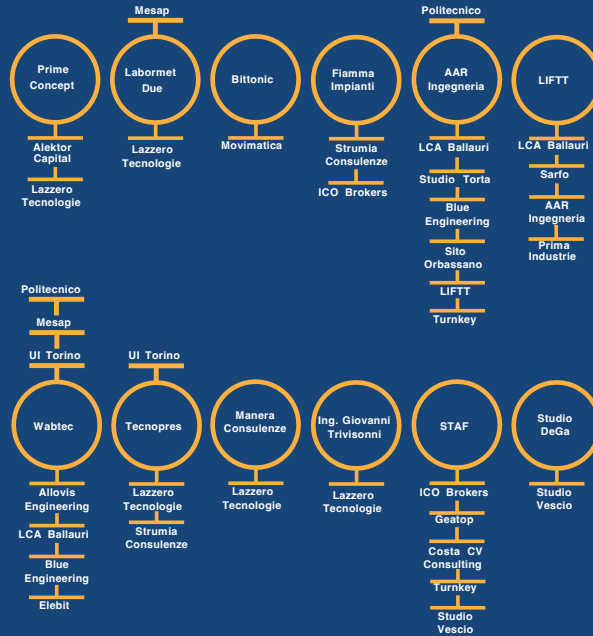 Mesap
Politecnico
Prime
Concept
Labormet
Due
Bittonic
Fiamma
Impianti
AAR
Ingegneria
LIFTT
Alektor
Capital
Lazzero
Tecnologie
Lazzero
Tecnologie
Movimatica
Strumia
Consulenze
ICO Brokers
LCA Ballauri
Studio Torta
Blue
Engineering
Sito
Orbassano
LIFTT
Turnkey
LCA Ballauri
Sarfo
AAR
Ingegneria
Prima
Industrie
Politecnico
Mesap
UI Torino
UI Torino
Wabtec
Tecnopres
Manera
Consulenze
Ing. Giovanni
Trivisonni
STAF
Studio
DeGa
Allovis
Engineering
LCA Ballauri
Blue
Engineering
Elebit
Lazzero
Tecnologie
Strumia
Consulenze
Lazzero
Tecnologie
Lazzero
Tecnologie
ICO Brokers
Geatop
Costa CV
Consulting
Turnkey
Studio
Vescio
Studio
Vescio